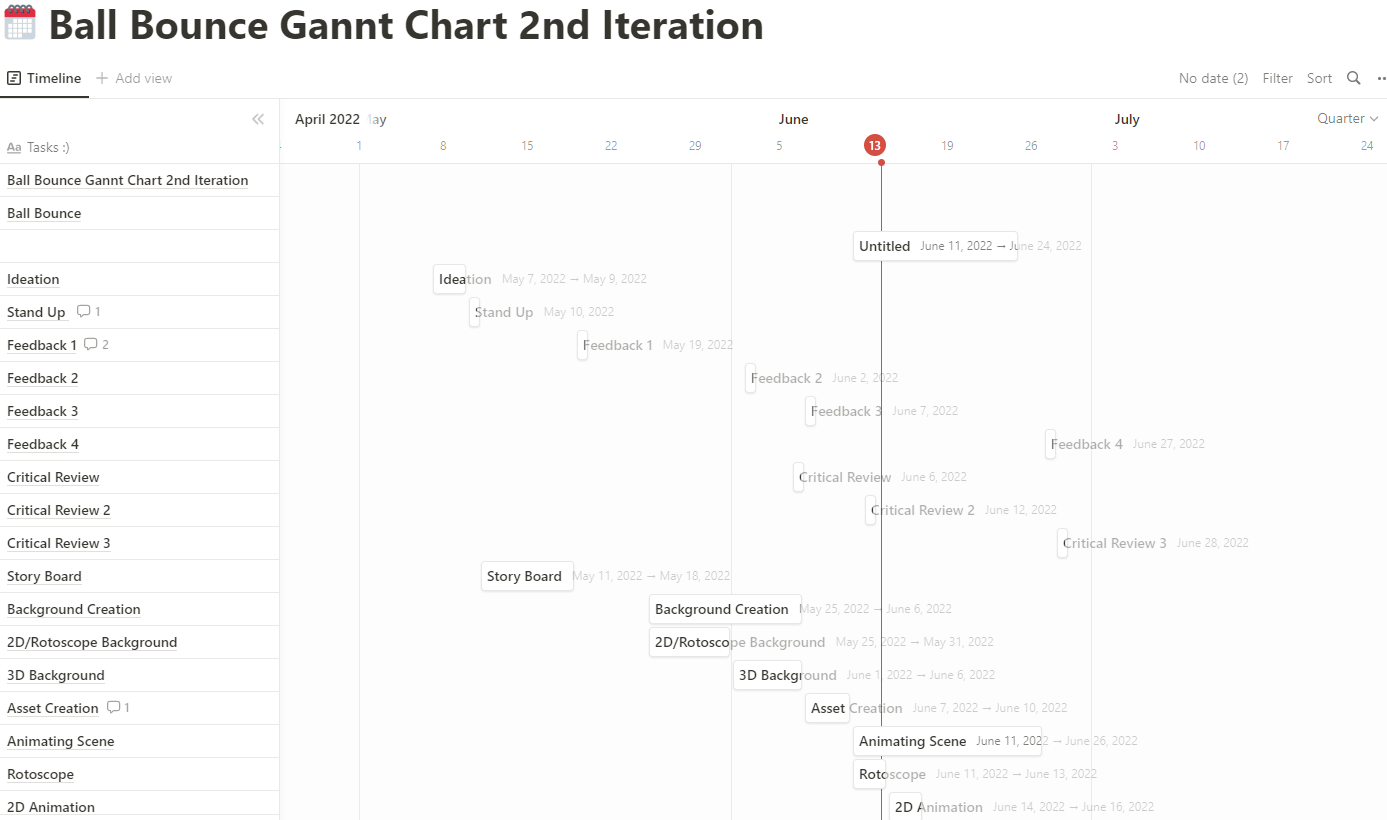 Ball Bounce Gannt Chart 2nd Iteration
Timeline Add view No date (2) Filter Sort
April 2022 lay June July Quarter
Aa Tasks :) 1 8 15 22 29 5 13 19 26 3 10 17 24
Ball Bounce Gannt Chart 2nd Iteration
Ball Bounce
Untitled June 11, 2022 → June 24, 2022
Ideation Ideation May 7, 2022 → May 9, 2022
Stand Up 1 Stand Up May 10, 2022
Feedback 1 2 Feedback 1 May 19, 2022
Feedback 2 Feedback 2 June 2, 2022
Feedback 3 Feedback 3 June 7, 2022
Feedback 4 Feedback 4 June 27, 2022
Critical Review Critical Review June 6, 2022
Critical Review 2 Critical Review 2 June 12, 2022
Critical Review 3 Critical Review 3 June 28, 2022
Story Board Story Board May 11, 2022 → May 18, 2022
Background Creation Background Creation May 25, 2022 → June 6, 2022
2D/Rotoscope Background 2D/Rotoscope Background May 25, 2022 → May 31, 2022
3D Background 3D Background June 1, 2022 → June 6, 2022
Asset Creation 1 Asset Creation June 7, 2022 → June 10, 2022
Animating Scene Animating Scene June 11, 2022 → June 26, 2022
Rotoscope Rotoscope June 11, 2022 → June 13, 2022
2D Animation 2D Animation June 14, 2022 → June 16, 2022